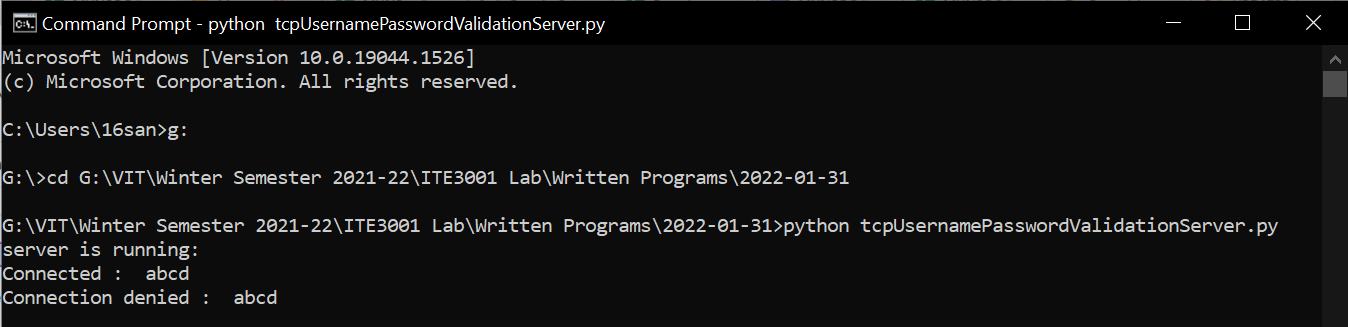 Command Prompt - python  tcpUsernamePasswordValidationServer.py
Microsoft Windows [Version 10.0.19044.1526]
(c) Microsoft Corporation. All rights reserved.
C:\Users\16san>g:
G:\>cd G:\VIT\Winter Semester 2021-22\ITE3001 Lab\Written Programs\2022-01-31
G:\VIT\Winter Semester 2021-22\ITE3001 Lab\Written Programs\2022-01-31>python tcpUsernamePasswordValidationServer.py
server is running:
Connected :  abcd
Connection denied :  abcd